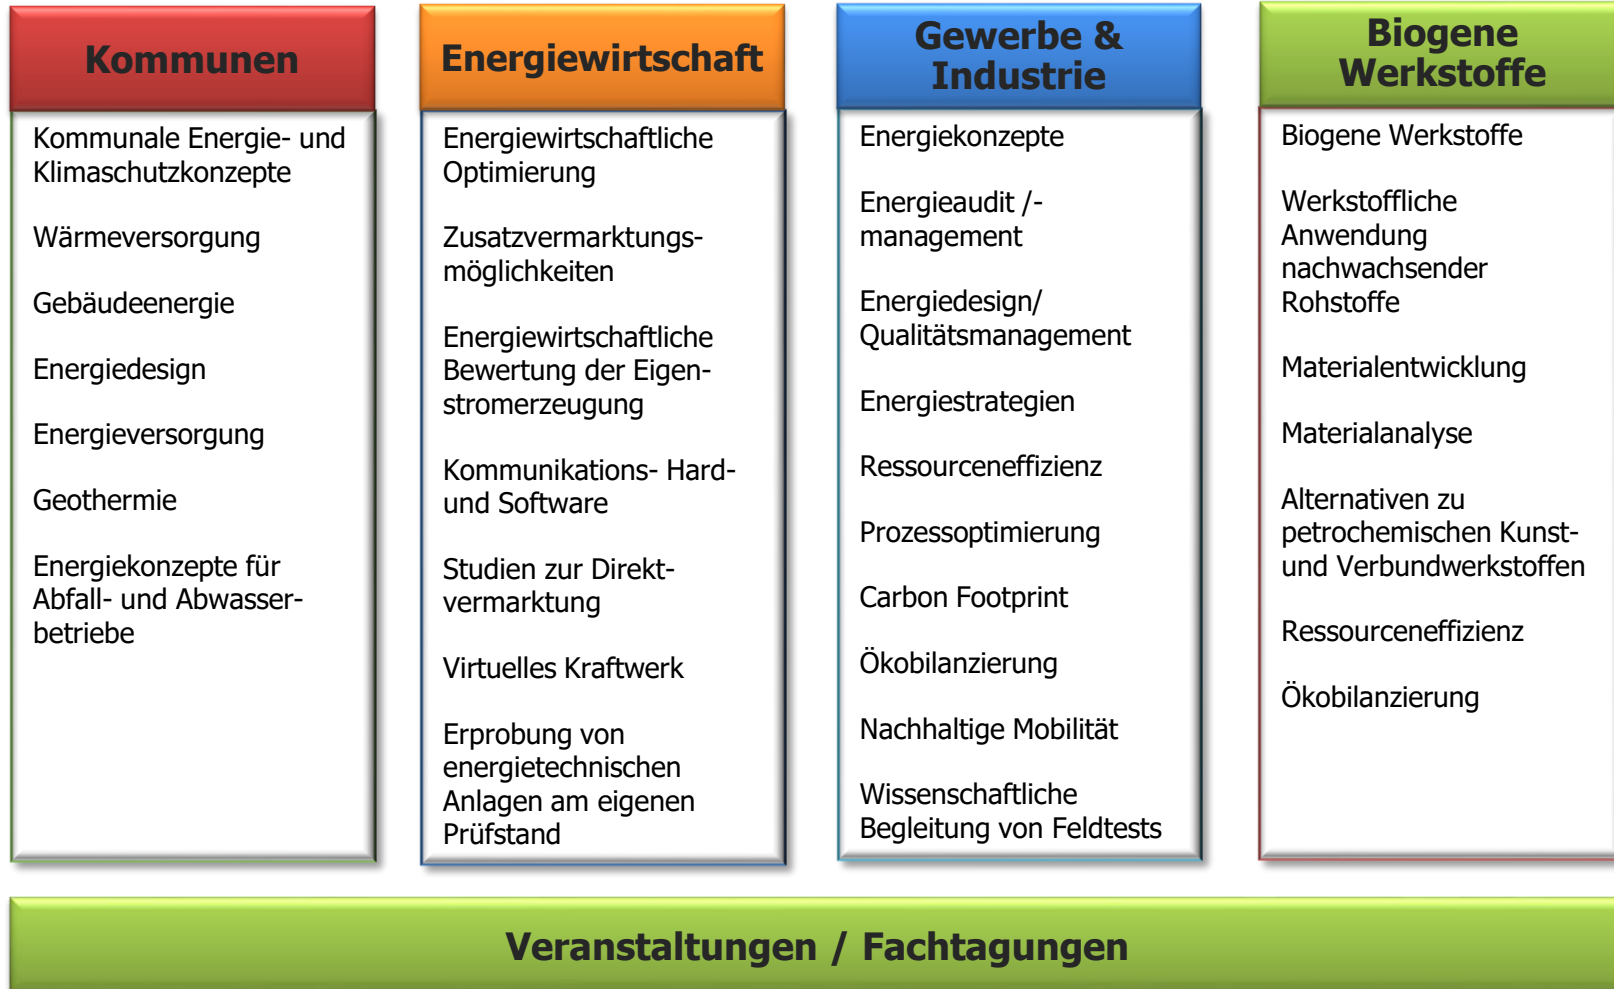 Kommunen
Kommunale Energie- und
Klimaschutzkonzepte
Wärmeversorgung
Gebäudeenergie
Energiedesign
Energieversorgung
Geothermie
Energiekonzepte für
Abfall- und Abwasser-
betriebe
Energiewirtschaft
Energiewirtschaftliche
Optimierung
Zusatzvermarktungs-
möglichkeiten
Energiewirtschaftliche
Bewertung der Eigen-
stromerzeugung
Kommunikations- Hard-
und Software
Studien zur Direkt-
vermarktung
Virtuelles Kraftwerk
Erprobung von
energietechnischen
Anlagen am eigenen
Prüfstand
Gewerbe &
Industrie
Energiekonzepte
Energieaudit /-
management
Energiedesign/
Qualitätsmanagement
Energiestrategien
Ressourceneffizienz
Prozessoptimierung
Carbon Footprint
Ökobilanzierung
Nachhaltige Mobilität
Wissenschaftliche
Begleitung von Feldtests
Biogene
Werkstoffe
Biogene Werkstoffe
Werkstoffliche
Anwendung
nachwachsender
Rohstoffe
Materialentwicklung
Materialanalyse
Alternativen zu
petrochemischen Kunst-
und Verbundwerkstoffen
Ressourceneffizienz
Ökobilanzierung
Veranstaltungen / Fachtagungen